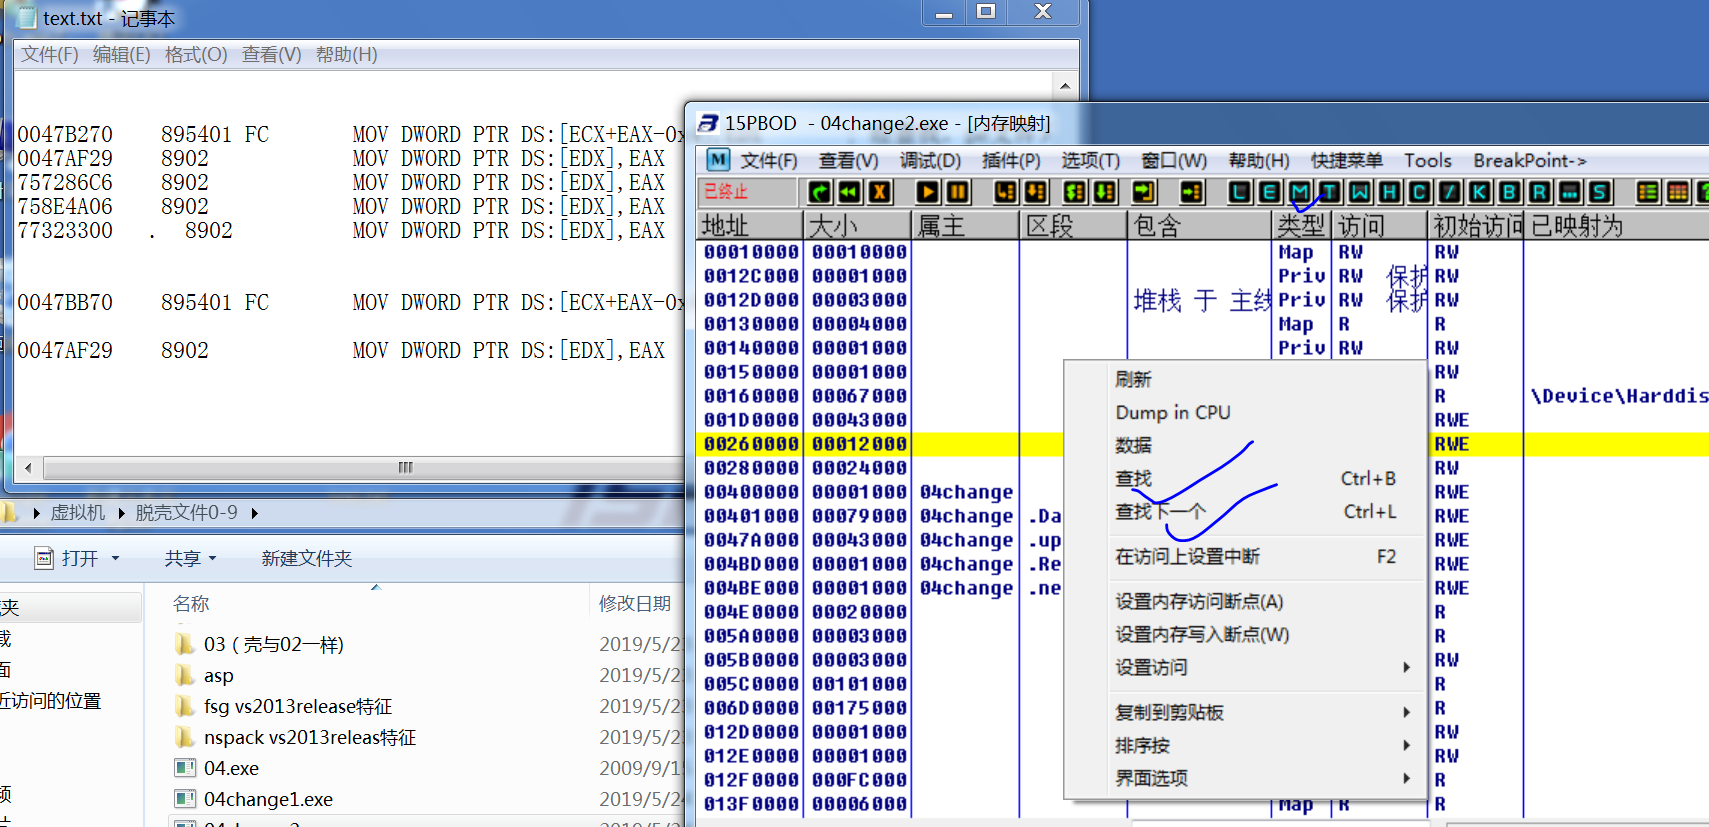 text.txt - 记事本
文件(F) 编辑(E) 格式(O) 查看(V) 帮助(H)
0047B270 895401 FC MOV DWORD PTR DS:[ECX+EAX-0x
0047AF29 8902 MOV DWORD PTR DS:[EDX],EAX
757286C6 8902 MOV DWORD PTR DS:[EDX],EAX
758E4A06 8902 MOV DWORD PTR DS:[EDX],EAX
77323300 . 8902 MOV DWORD PTR DS:[EDX],EAX
0047BB70 895401 FC MOV DWORD PTR DS:[ECX+EAX-0x
0047AF29 8902 MOV DWORD PTR DS:[EDX],EAX
虚拟机 脱壳文件0-9
打开 共享 新建文件夹
名称 修改日期
03（壳与02一样) 2019/5/2
asp 2019/5/2
fsg vs2013release特征 2019/5/2
nspack vs2013releas特征 2019/5/2
04.exe 2009/9/15
04change1.exe 2019/5/24
夹
载
面
近访问的位置
频
15PBOD - 04change2.exe - [内存映射]
M 文件(F) 查看(V) 调试(D) 插件(P) 选项(T) 窗口(W) 帮助(H) 快捷菜单 Tools BreakPoint->
已终止 L E M T W H C / K B R ... S
地址 大小 属主 区段 包含 类型 访问 初始访问 已映射为
00010000 00010000 Map RW RW
0012C000 00001000 Priv RW 保护 RW
0012D000 00003000 堆栈 于 主线 Priv RW 保护 RW
00130000 00004000 Map R R
00140000 00001000 Priv RW RW
00150000 00001000 RW
00160000 00067000 R \Device\Harddis
001D0000 00043000 RWE
00260000 00012000 RWE
00280000 00024000 RW
00400000 00001000 04change RWE
00401000 00079000 04change .Da RWE
0047A000 00043000 04change .up RWE
004BD000 00001000 04change .Re RWE
004BE000 00001000 04change .ne RWE
004E0000 00020000 R
005A0000 00003000 R
005B0000 00003000 RW
005C0000 00101000 R
006D0000 00175000 R
012D0000 00002000 RW
012E0000 00002000 RW
012F0000 000FC000 R
013F0000 00006000 Map R R
刷新
Dump in CPU
数据
查找 Ctrl+B
查找下一个 Ctrl+L
在访问上设置中断 F2
设置内存访问断点(A)
设置内存写入断点(W)
设置访问
复制到剪贴板
排序按
界面选项